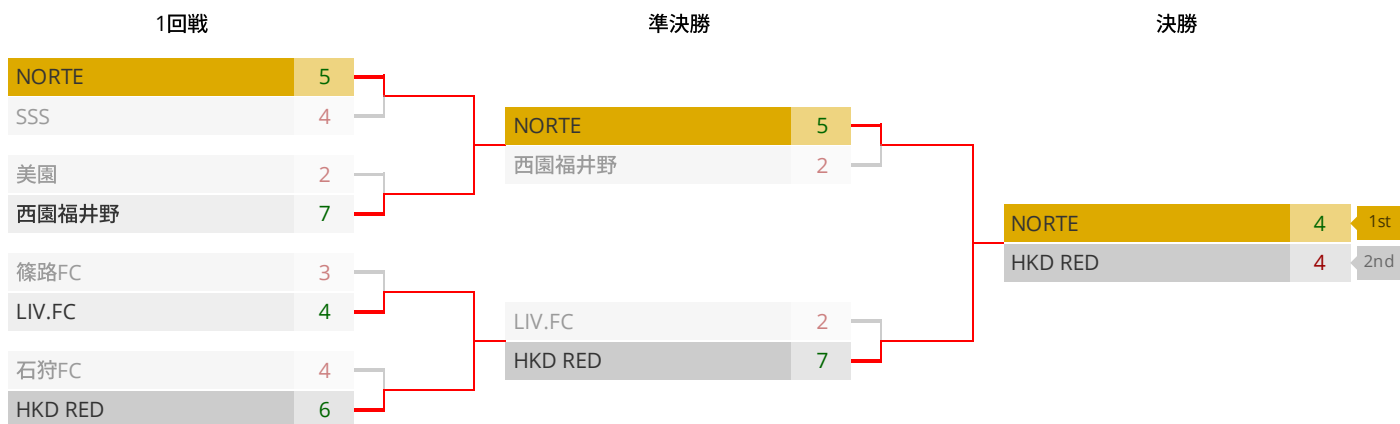 1回戦
準決勝
決勝
NORTE 5
SSS 4
美園 2
西園福井野 7
篠路FC 3
LIV.FC 4
石狩FC 4
HKD RED 6
NORTE 5
西園福井野 2
LIV.FC 2
HKD RED 7
NORTE 4 1st
HKD RED 4 2nd